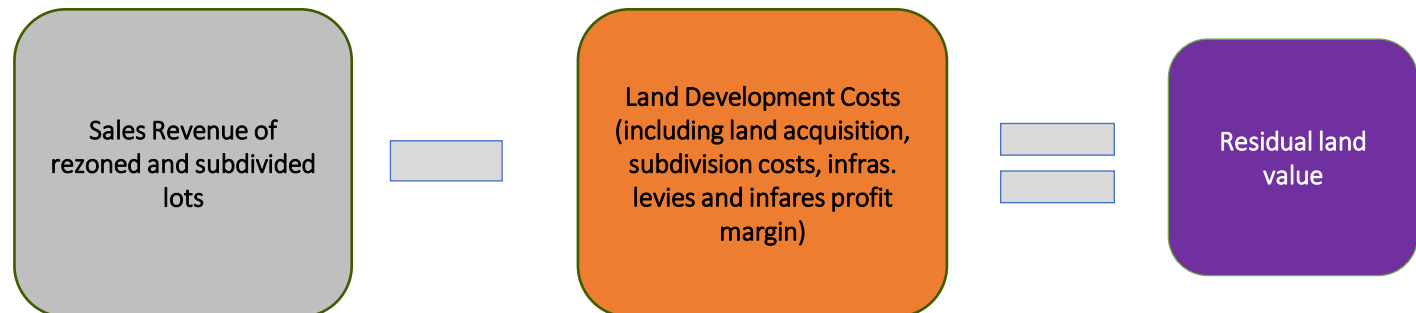 Sales Revenue of
rezoned and subdivided
lots
Land Development Costs
(including land acquisition,
subdivision costs, infras.
levies and infares profit
margin)
Residual land
value